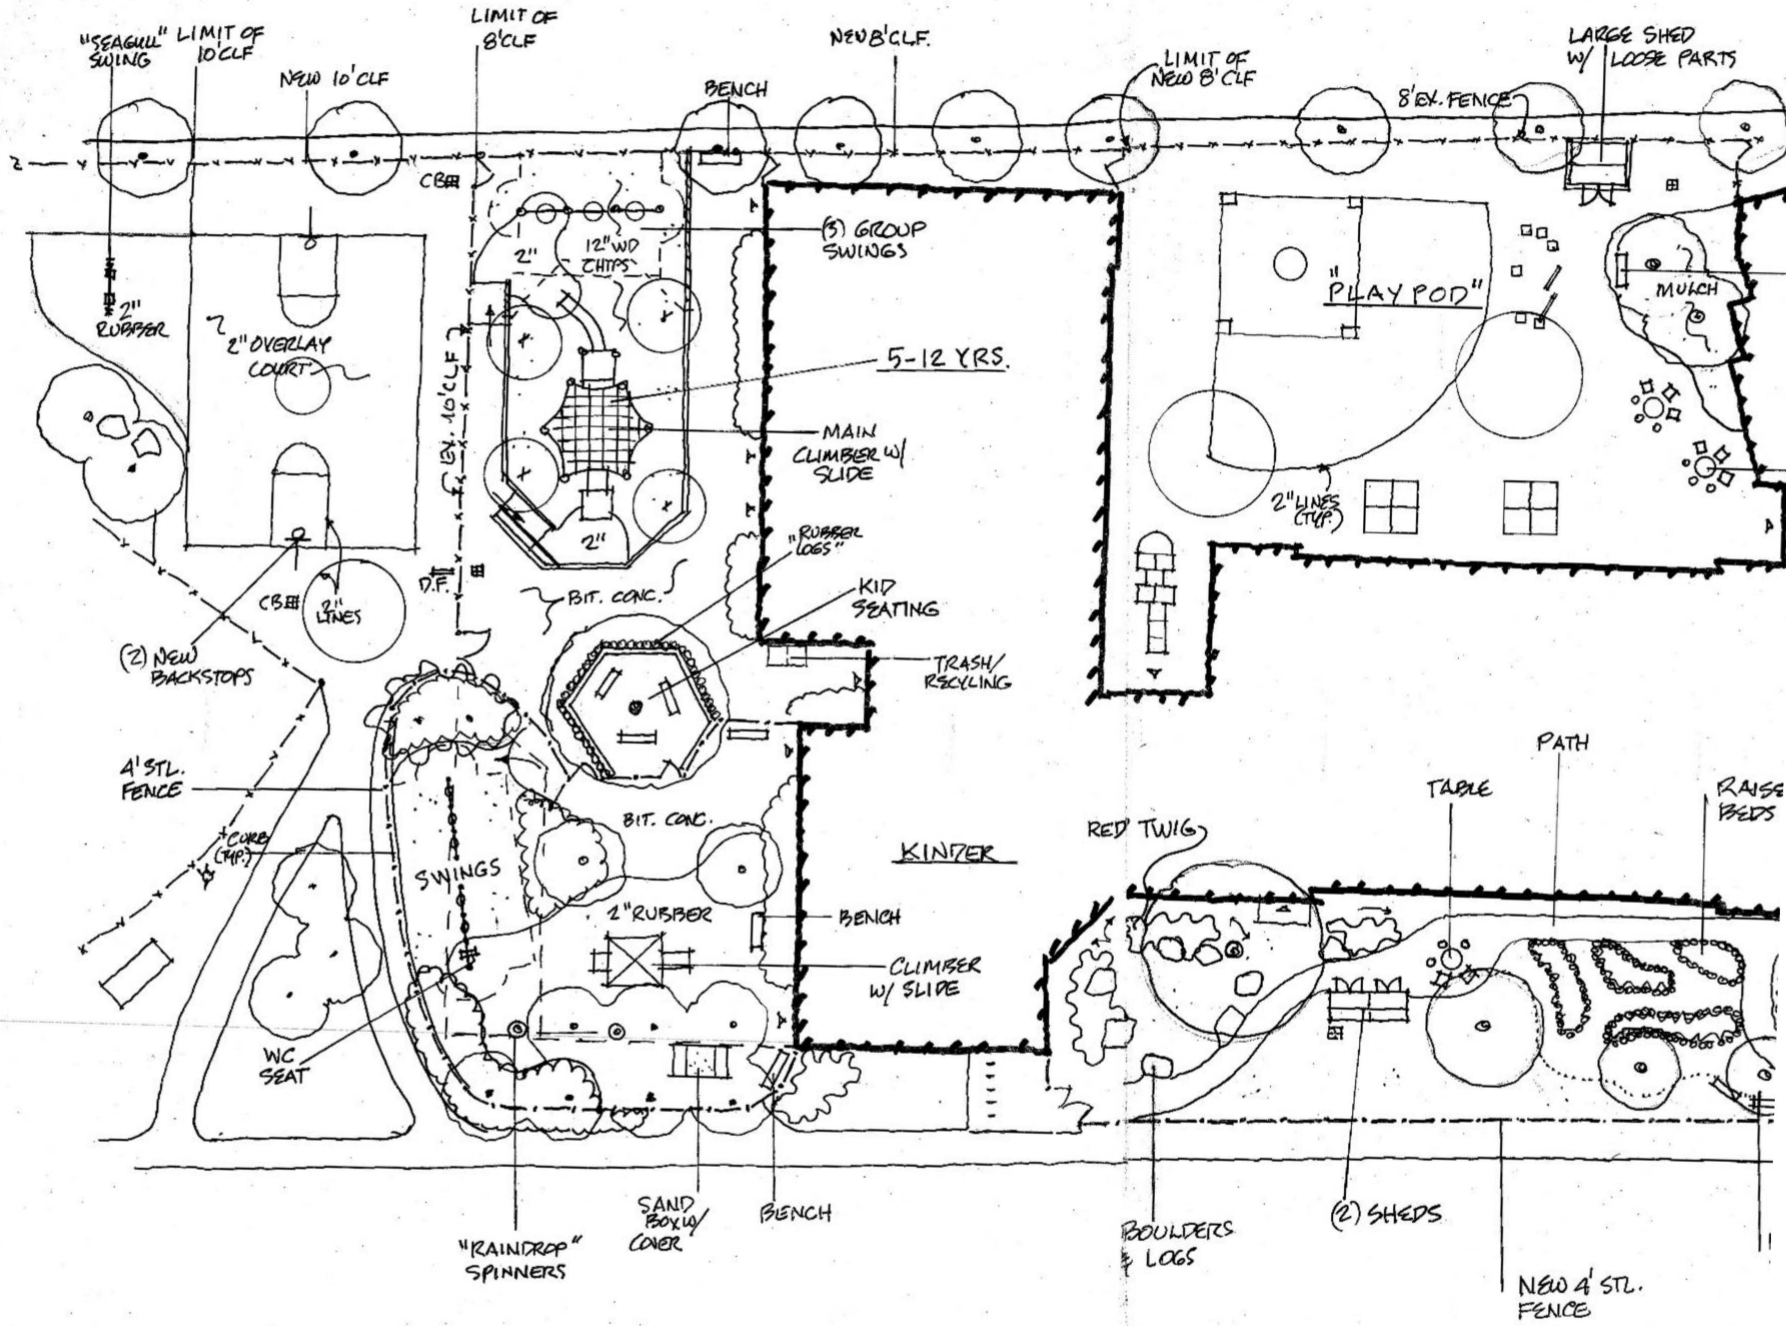 "SEAGULL"
SWING
LIMIT OF
10'CLF
NEW 10'CLF
LIMIT OF
8'CLF
NEW 8'CLF.
BENCH
LIMIT OF
NEW 8'CLF
LARGE SHED
W/ LOOSE PARTS
8'EX. FENCE
CB
(3) GROUP
SWINGS
12" WD
CHIPS
2"
2"
RUBBER
2" OVERLAY
COURT
EX. 10'CLF
"PLAY POD"
MULCH
5-12 YRS.
MAIN
CLIMBER W/
SLIDE
2" LINES
(TYP.)
2"
"RUBBER
LOGS"
D.F.
CB
2"
LINES
BIT. CONC.
KID
SEATING
(2) NEW
BACKSTOPS
TRASH/
RECYLING
4' STL.
FENCE
PATH
TABLE
RAISE
BEDS
CURB
(TYP.)
BIT. CONC.
RED TWIG
KINDER
SWINGS
2" RUBBER
BENCH
CLIMBER
W/ SLIDE
WC
SEAT
SAND
BOX W/
COVER
BENCH
"RAINDROP"
SPINNERS
BOULDERS
& LOGS
(2) SHEDS
NEW 4' STL.
FENCE